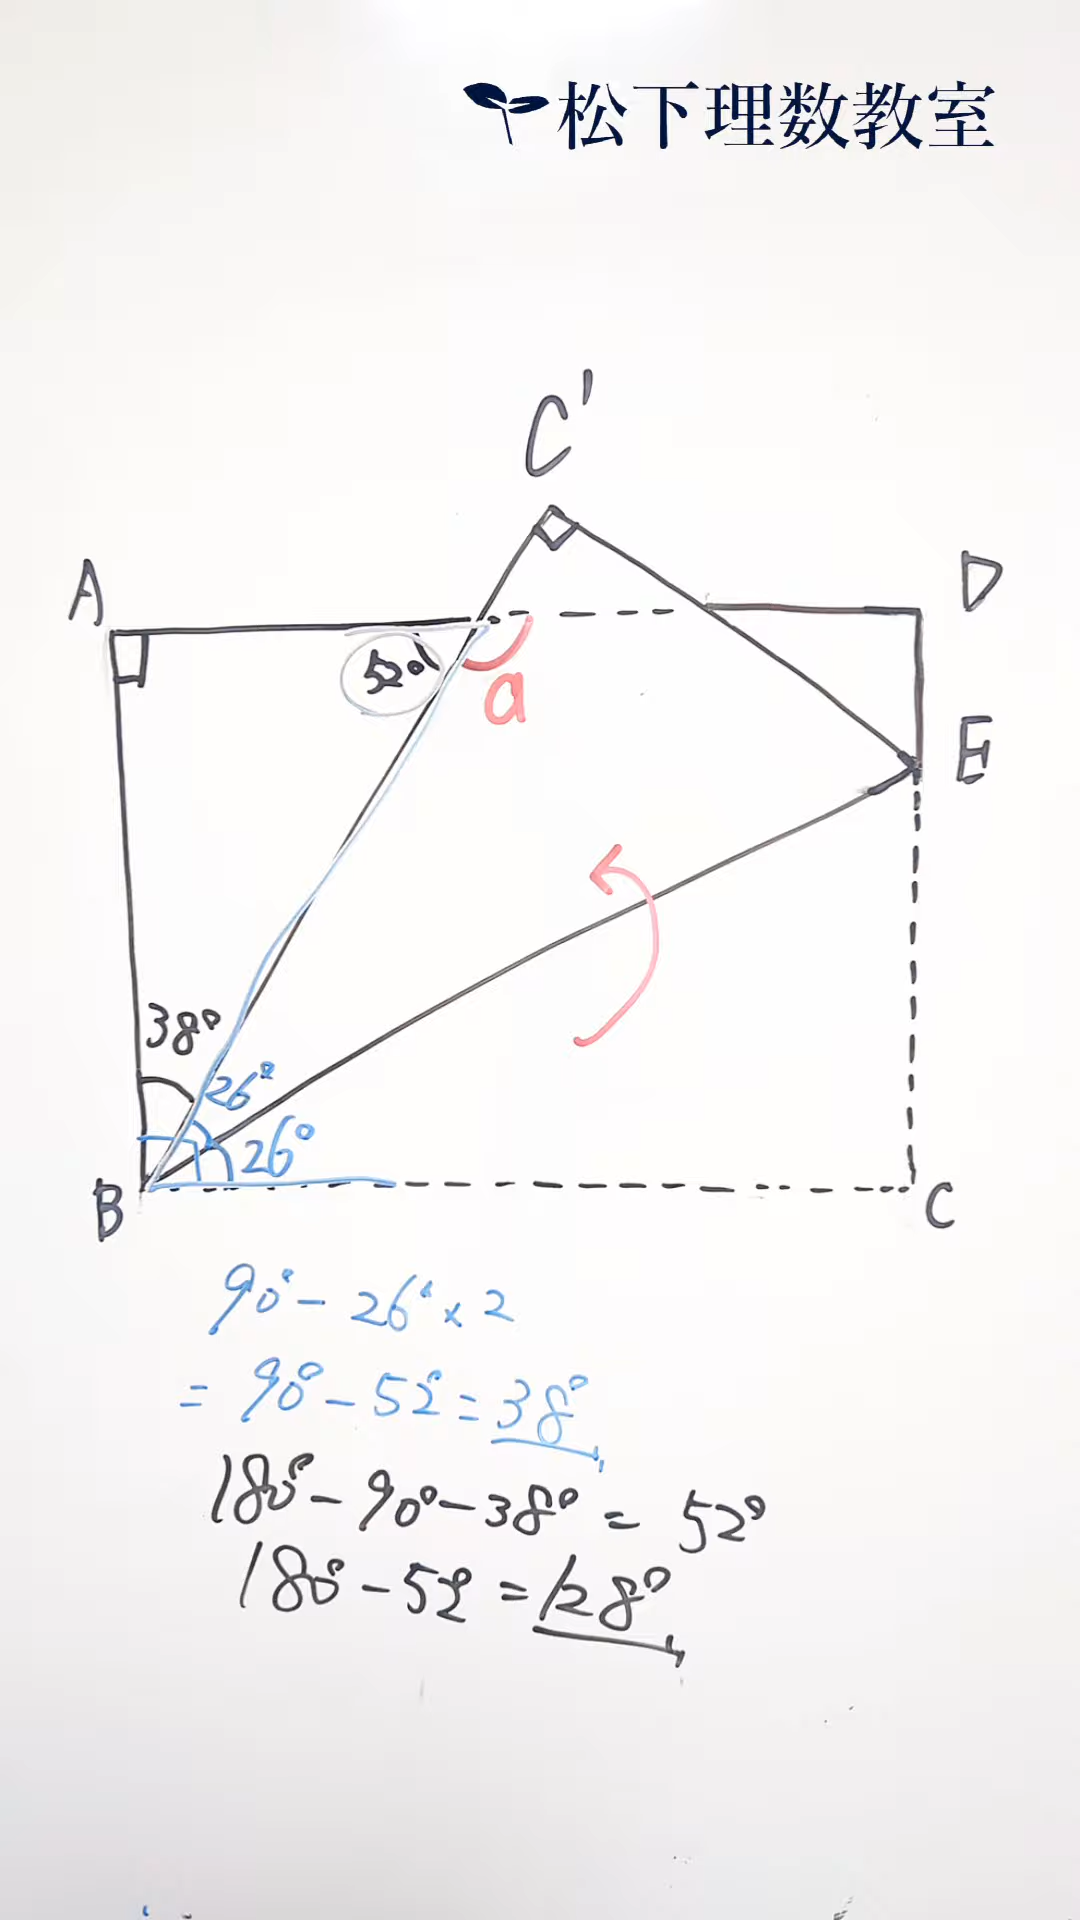 松下理数教室
C'
A
D
52°
a
E
38°
26°
26°
B
C
90° - 26° × 2
= 90° - 52° = 38°
180° - 90° - 38° = 52°
180° - 52° = 128°